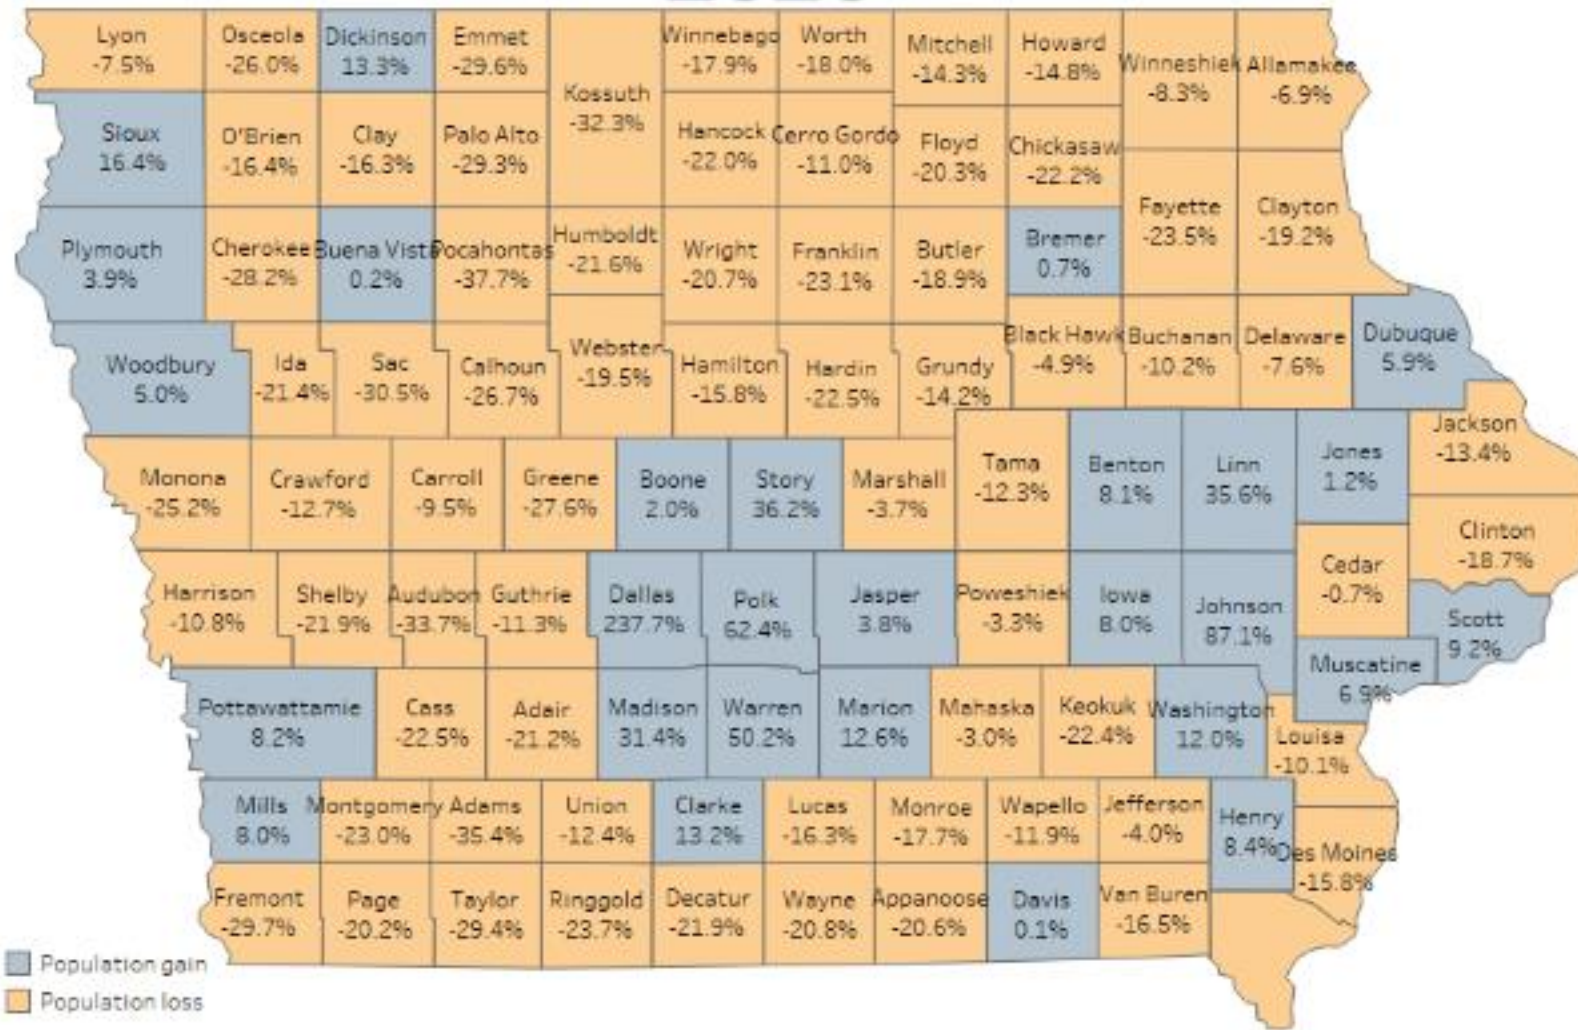 Lyon
-7.5%
Osceola
-26.0%
Dickinson
13.3%
Emmet
-29.6%
Kossuth
-32.3%
Winnebago
-17.9%
Worth
-18.0%
Mitchell
-14.3%
Howard
-14.8%
Winneshiek
-8.3%
Allamakee
-6.9%
Sioux
16.4%
O'Brien
-16.4%
Clay
-16.3%
Palo Alto
-29.3%
Hancock
-22.0%
Cerro Gordo
-11.0%
Floyd
-20.3%
Chickasaw
-22.2%
Fayette
-23.5%
Clayton
-19.2%
Plymouth
3.9%
Cherokee
-28.2%
Buena Vista
0.2%
Pocahontas
-37.7%
Humboldt
-21.6%
Wright
-20.7%
Franklin
-23.1%
Butler
-18.9%
Bremer
0.7%
Woodbury
5.0%
Ida
-21.4%
Sac
-30.5%
Calhoun
-26.7%
Webster
-19.5%
Hamilton
-15.8%
Hardin
-22.5%
Grundy
-14.2%
Black Hawk
-4.9%
Buchanan
-10.2%
Delaware
-7.6%
Dubuque
5.9%
Monona
-25.2%
Crawford
-12.7%
Carroll
-9.5%
Greene
-27.6%
Boone
2.0%
Story
36.2%
Marshall
-3.7%
Tama
-12.3%
Benton
8.1%
Linn
35.6%
Jones
1.2%
Jackson
-13.4%
Clinton
-18.7%
Harrison
-10.8%
Shelby
-21.9%
Audubon
-33.7%
Guthrie
-11.3%
Dallas
237.7%
Polk
62.4%
Jasper
3.8%
Poweshiek
-3.3%
Iowa
8.0%
Johnson
87.1%
Cedar
-0.7%
Scott
9.2%
Muscatine
6.9%
Pottawattamie
8.2%
Cass
-22.5%
Adair
-21.2%
Madison
31.4%
Warren
50.2%
Marion
12.6%
Mahaska
-3.0%
Keokuk
-22.4%
Washington
12.0%
Louisa
-10.1%
Mills
8.0%
Montgomery
-23.0%
Adams
-35.4%
Union
-12.4%
Clarke
13.2%
Lucas
-16.3%
Monroe
-17.7%
Wapello
-11.9%
Jefferson
-4.0%
Henry
8.4%
Des Moines
-15.8%
Fremont
-29.7%
Page
-20.2%
Taylor
-29.4%
Ringgold
-23.7%
Decatur
-21.9%
Wayne
-20.8%
Appanoose
-20.6%
Davis
0.1%
Van Buren
-16.5%
Population gain
Population loss